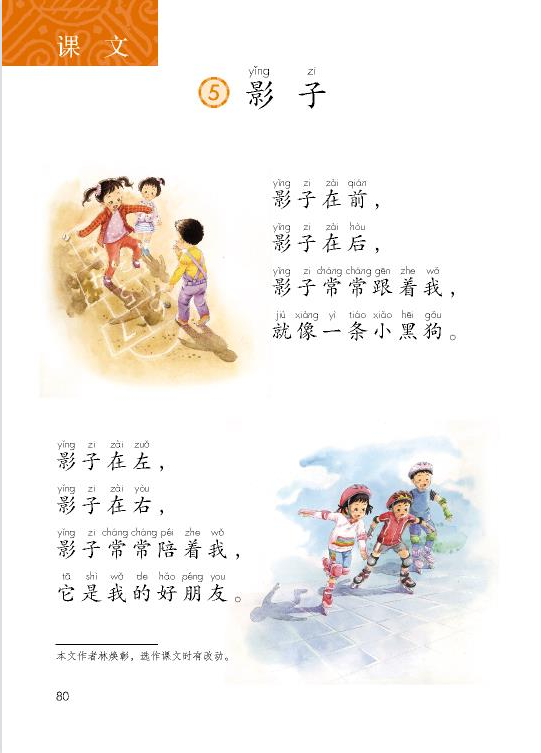 课 文
yǐng zi
5 影 子
yǐng zi zài qián
影子在前，
yǐng zi zài hòu
影子在后，
yǐng zi cháng cháng gēn zhe wǒ
影子常常跟着我，
jiù xiàng yì tiáo xiǎo hēi gǒu
就像一条小黑狗。
yǐng zi zài zuǒ
影子在左，
yǐng zi zài yòu
影子在右，
yǐng zi cháng cháng péi zhe wǒ
影子常常陪着我，
tā shì wǒ de hǎo péng you
它是我的好朋友。
本文作者林焕彰，选作课文时有改动。
80